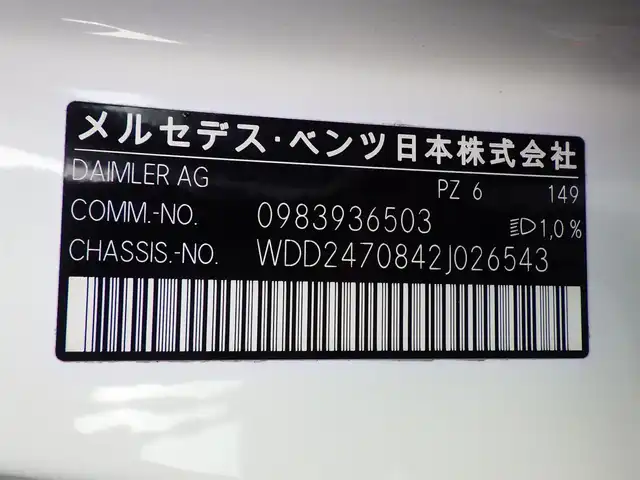 メルセデス・ベンツ日本株式会社
DAIMLER AG PZ 6 149
COMM.-NO. 0983936503 1,0%
CHASSIS.-NO. WDD2470842J026543